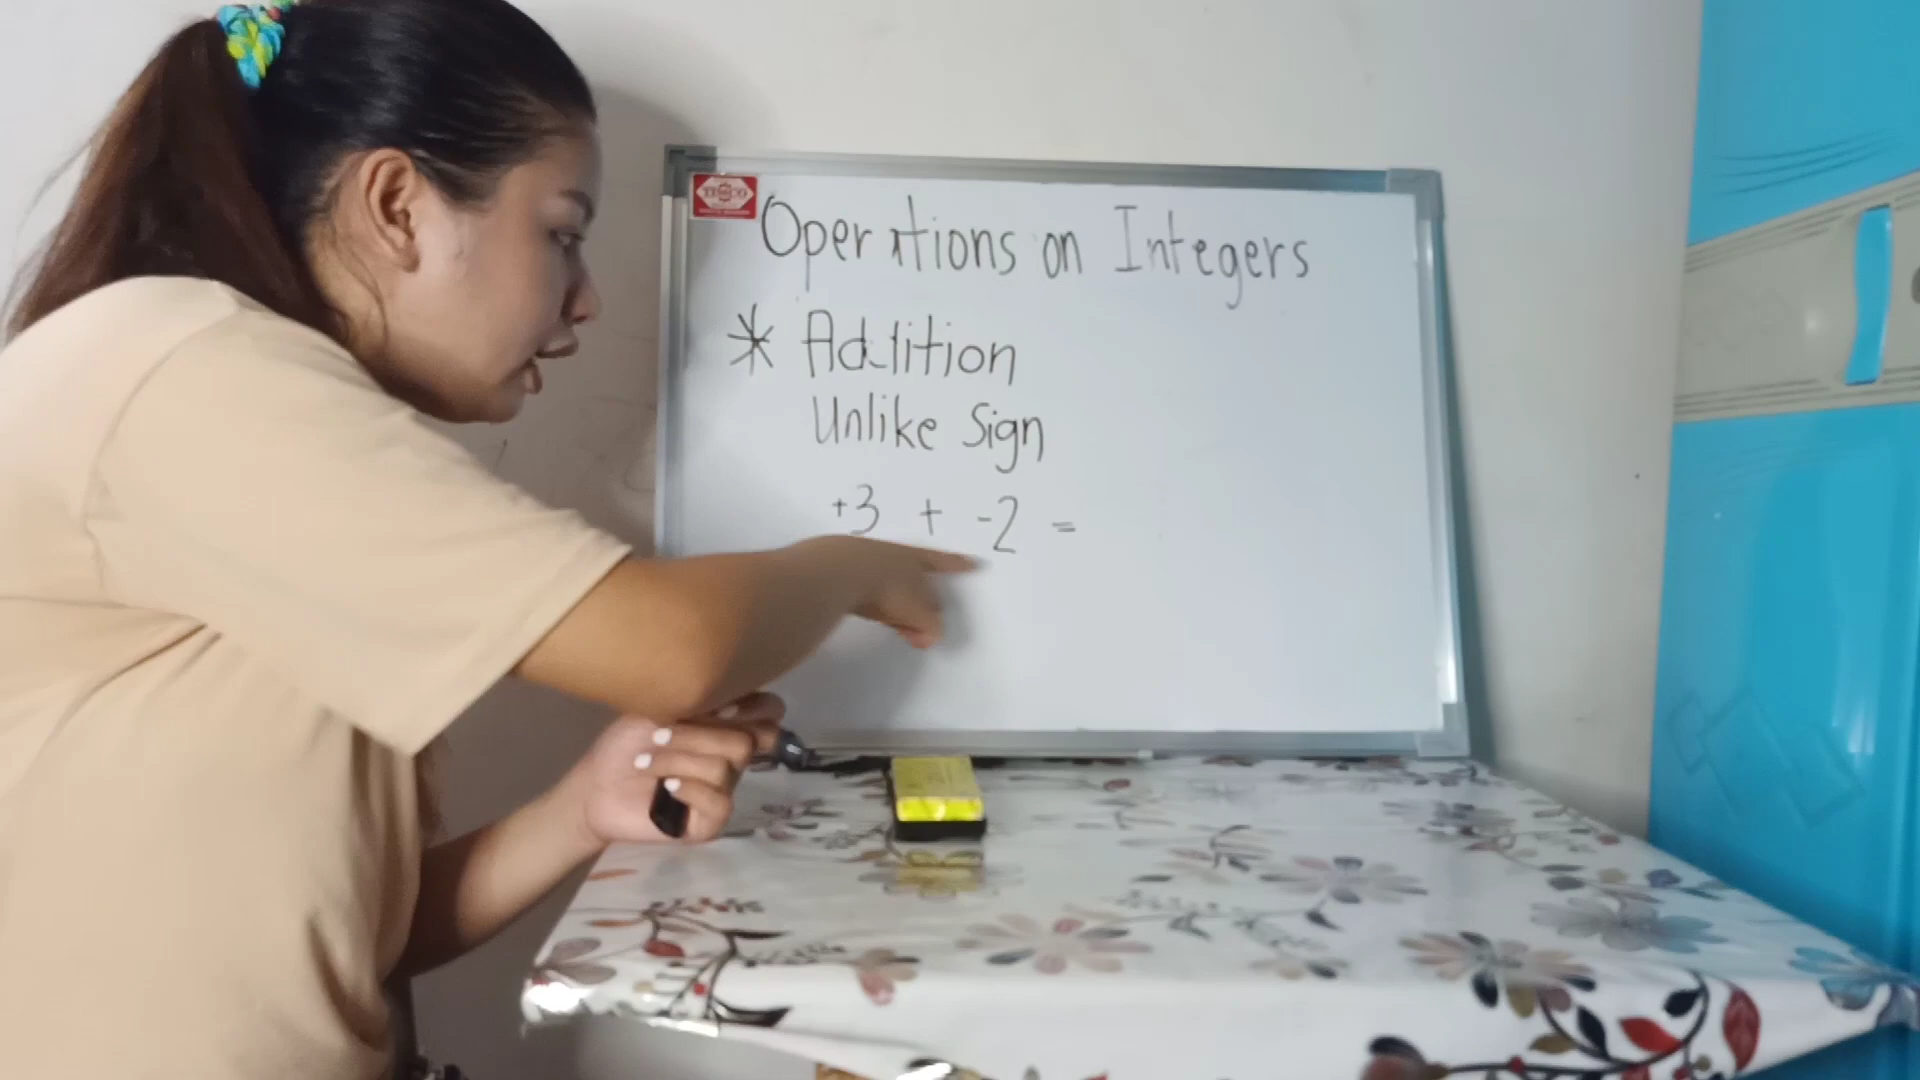 Operations on Integers
* Addition
Unlike Sign
+3 + -2 =